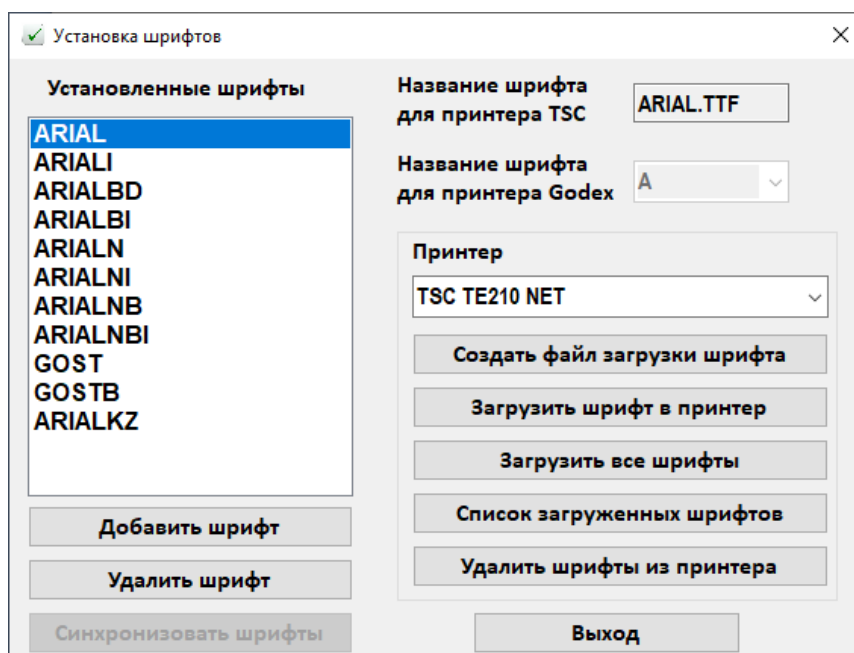 Установка шрифтов
Установленные шрифты
ARIAL
ARIALI
ARIALBD
ARIALBI
ARIALN
ARIALNI
ARIALNB
ARIALNBI
GOST
GOSTB
ARIALKZ
Добавить шрифт
Удалить шрифт
Синхронизовать шрифты
Название шрифта
для принтера TSC
ARIAL.TTF
Название шрифта
для принтера Godex
A
Принтер
TSC TE210 NET
Создать файл загрузки шрифта
Загрузить шрифт в принтер
Загрузить все шрифты
Список загруженных шрифтов
Удалить шрифты из принтера
Выход